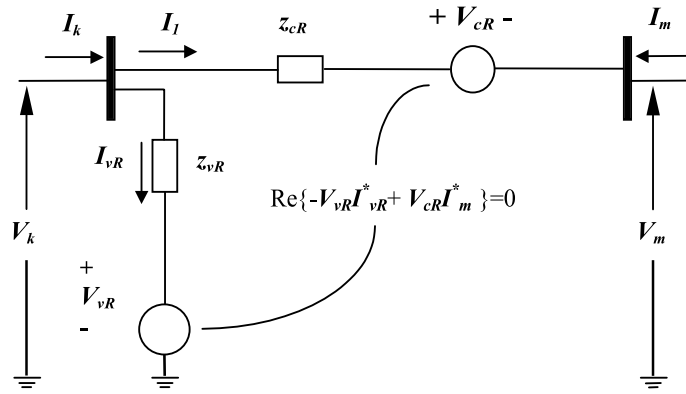 I_k I_1 z_cR + V_cR - I_m
I_vR z_vR
Re{-V_vR I^*_vR + V_cR I^*_m }=0
V_k V_m
+
V_vR
-